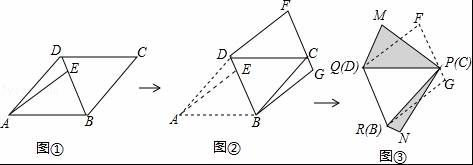 D C
E
A B
图①
F
D C
E G
A B
图②
M F
Q(D) P(C)
G
R(B) N
图③